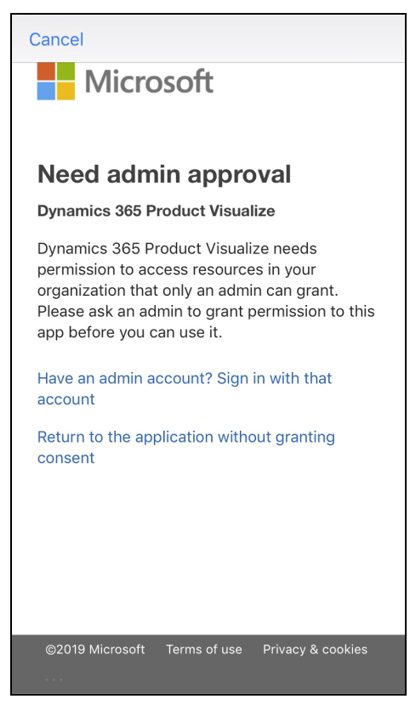 Cancel
Microsoft
Need admin approval
Dynamics 365 Product Visualize
Dynamics 365 Product Visualize needs
permission to access resources in your
organization that only an admin can grant.
Please ask an admin to grant permission to this
app before you can use it.
Have an admin account? Sign in with that
account
Return to the application without granting
consent
©2019 Microsoft Terms of use Privacy & cookies
...